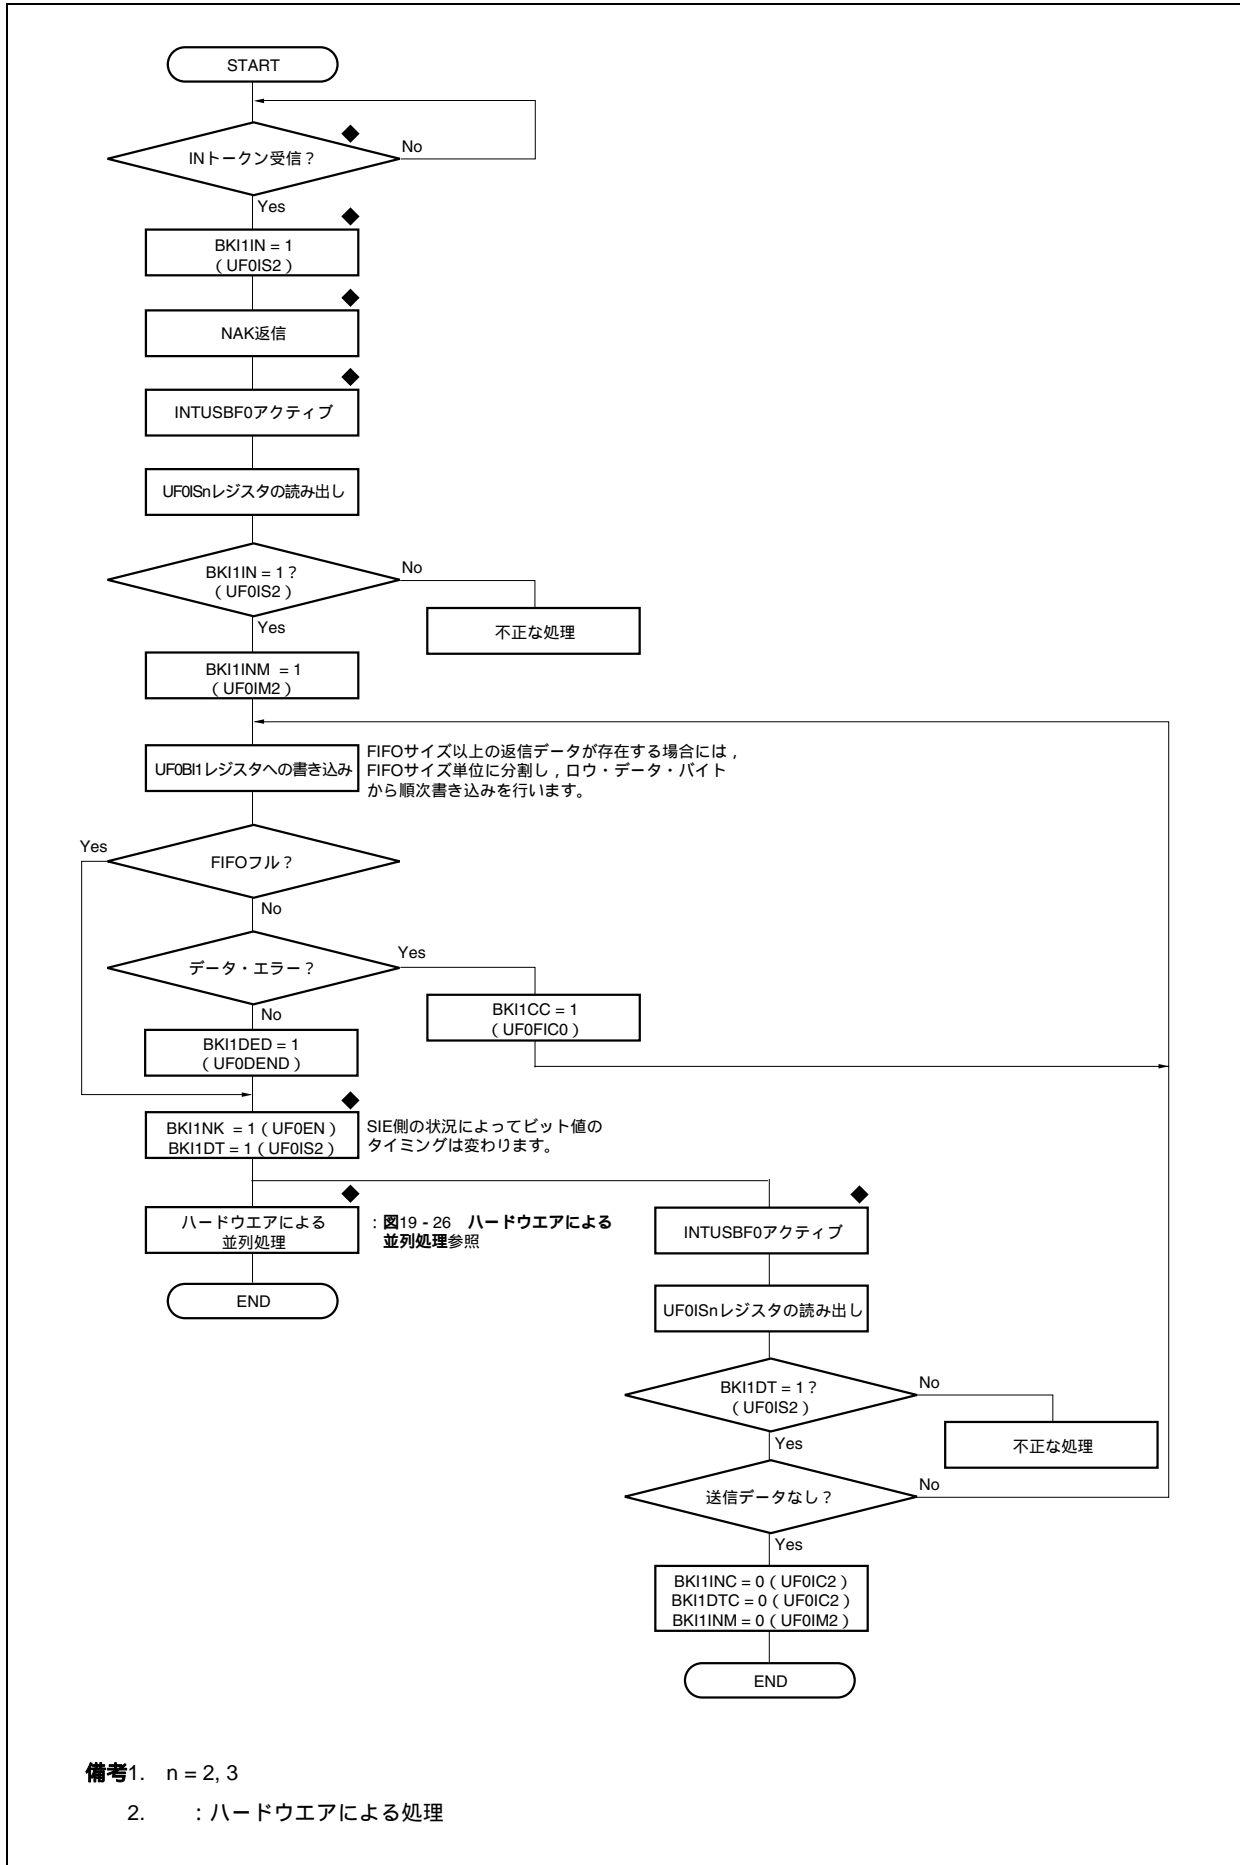 START
INトークン受信？
No
Yes
BKI1IN = 1
（UF0IS2）
NAK返信
INTUSBF0アクティブ
UF0ISnレジスタの読み出し
BKI1IN = 1？
（UF0IS2）
No
不正な処理
Yes
BKI1INM = 1
（UF0IM2）
UF0BI1レジスタへの書き込み
FIFOサイズ以上の返信データが存在する場合には，
FIFOサイズ単位に分割し，ロウ・データ・バイト
から順次書き込みを行います。
Yes
FIFOフル？
No
データ・エラー？
Yes
BKI1CC = 1
（UF0FIC0）
No
BKI1DED = 1
（UF0DEND）
BKI1NK = 1（UF0EN）
BKI1DT = 1（UF0IS2）
SIE側の状況によってビット値の
タイミングは変わります。
ハードウエアによる
並列処理
：図19 - 26　ハードウエアによる
並列処理参照
END
INTUSBF0アクティブ
UF0ISnレジスタの読み出し
BKI1DT = 1？
（UF0IS2）
No
不正な処理
Yes
送信データなし？
No
Yes
BKI1INC = 0（UF0IC2）
BKI1DTC = 0（UF0IC2）
BKI1INM = 0（UF0IM2）
END
備考1.　n = 2, 3
2.　　：ハードウエアによる処理